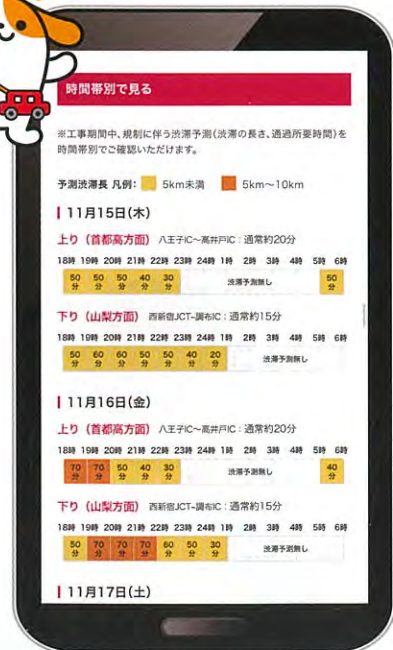 時間帯別で見る
※工事期間中、規制に伴う渋滞予測(渋滞の長さ、通過所要時間)を
時間帯別でご確認いただけます。
予測渋滞長 凡例： 5km未満 5km〜10km
11月15日(木)
上り（首都高方面） 八王子IC〜高井戸IC：通常約20分
18時 19時 20時 21時 22時 23時 24時 1時 2時 3時 4時 5時 6時
50分 50分 50分 40分 30分 渋滞予測無し 50分
下り（山梨方面） 西新宿JCT-調布IC：通常約15分
18時 19時 20時 21時 22時 23時 24時 1時 2時 3時 4時 5時 6時
50分 60分 60分 50分 50分 40分 20分 渋滞予測無し
11月16日(金)
上り（首都高方面） 八王子IC〜高井戸IC：通常約20分
18時 19時 20時 21時 22時 23時 24時 1時 2時 3時 4時 5時 6時
70分 70分 50分 40分 30分 渋滞予測無し 40分
下り（山梨方面） 西新宿JCT-調布IC：通常約15分
18時 19時 20時 21時 22時 23時 24時 1時 2時 3時 4時 5時 6時
50分 70分 70分 70分 60分 50分 30分 渋滞予測無し
11月17日(土)